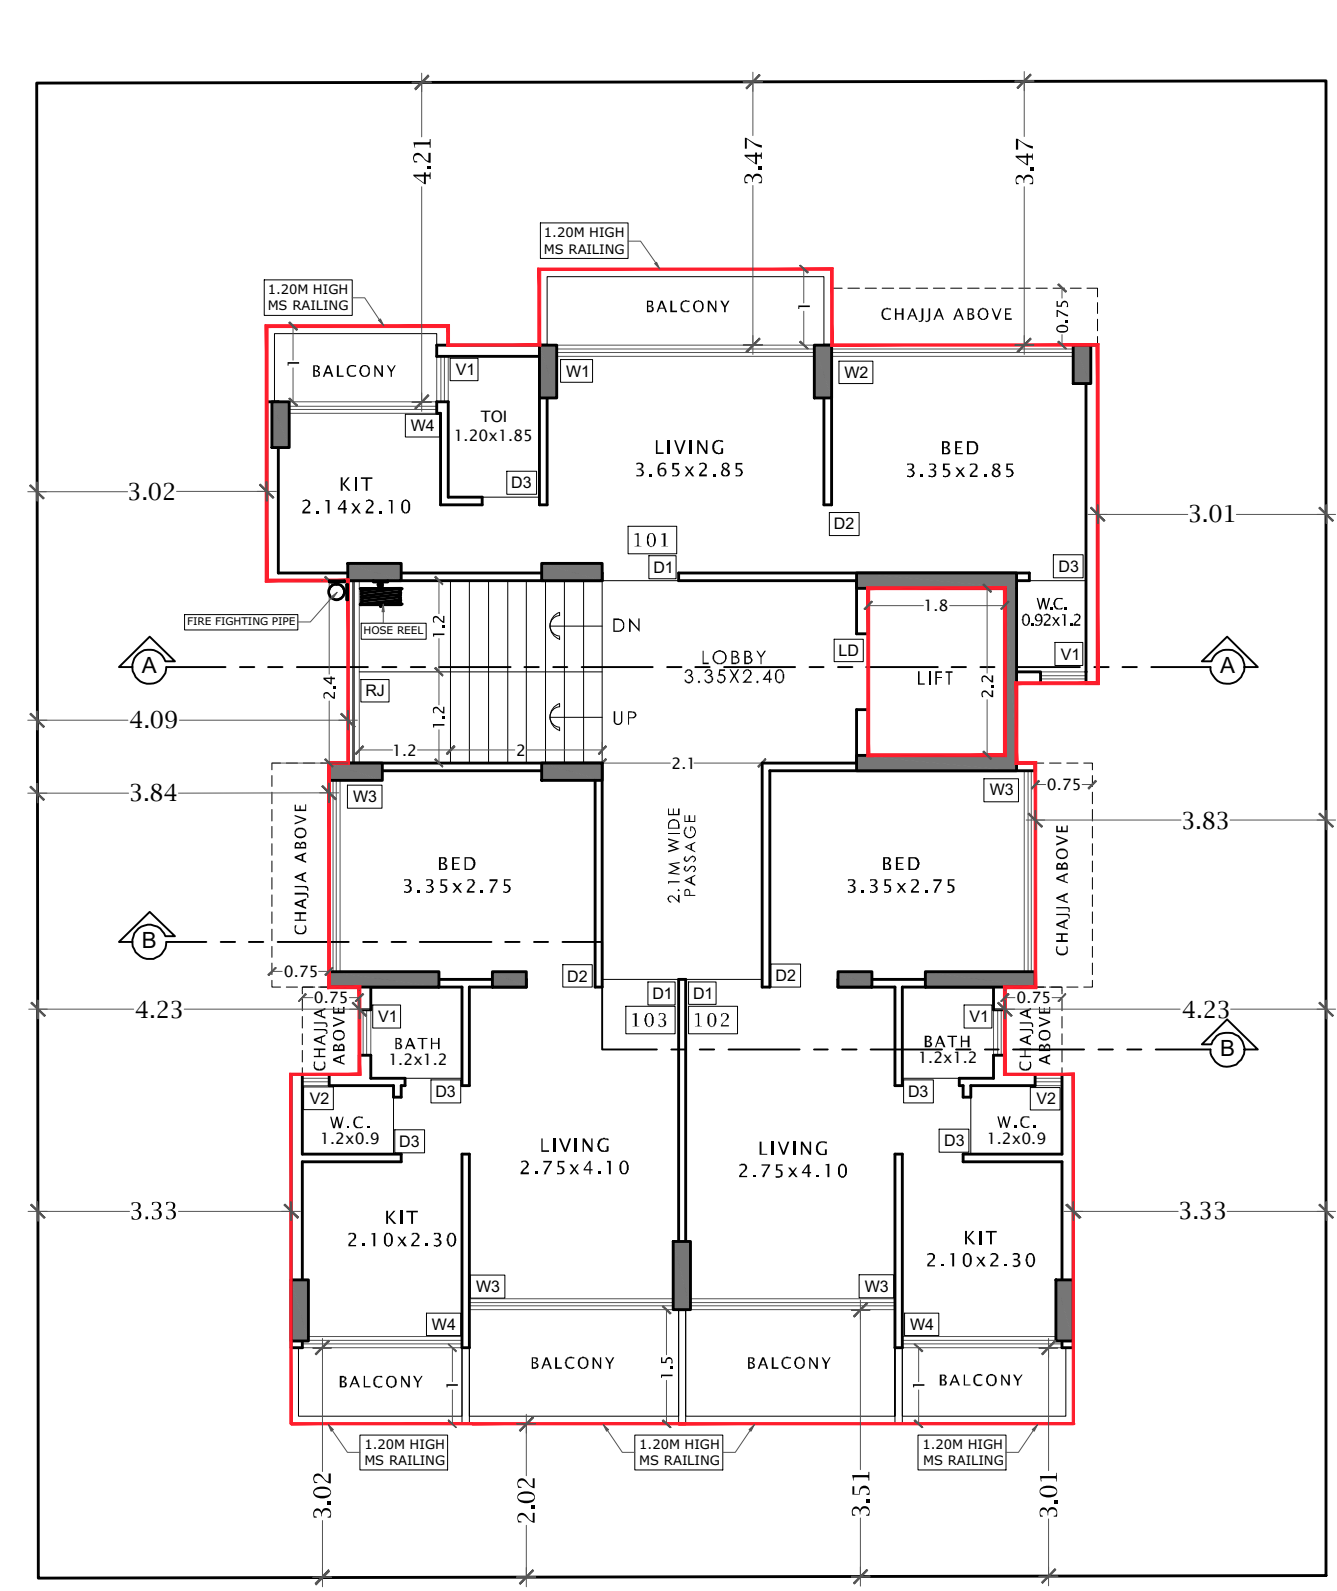 4.21
3.47
3.47
1.20M HIGH
MS RAILING
1.20M HIGH
MS RAILING
BALCONY
1
CHAJJA ABOVE
0.75
1
BALCONY
V1
W1
W2
W4
TOI
1.20x1.85
LIVING
3.65x2.85
BED
3.35x2.85
KIT
2.14x2.10
D3
3.02
3.01
D2
101
D1
D3
FIRE FIGHTING PIPE
HOSE REEL
1.2
DN
1.8
W.C.
0.92x1.2
A
LOBBY
3.35X2.40
LD
V1
A
2.4
RJ
LIFT
2.2
1.2
UP
4.09
1.2
2
2.1
3.84
W3
W3
0.75
3.83
CHAJJA ABOVE
2.1M WIDE
PASSAGE
CHAJJA ABOVE
BED
3.35x2.75
BED
3.35x2.75
B
0.75
D2
D2
0.75
D1
D1
0.75
4.23
CHAJJA
ABOVE
V1
103
102
V1
CHAJJA
ABOVE
4.23
BATH
1.2x1.2
BATH
1.2x1.2
B
V2
D3
D3
V2
W.C.
1.2x0.9
D3
D3
W.C.
1.2x0.9
LIVING
2.75x4.10
LIVING
2.75x4.10
3.33
3.33
KIT
2.10x2.30
KIT
2.10x2.30
W3
W3
W4
W4
BALCONY
1
BALCONY
1.5
BALCONY
1
BALCONY
1.20M HIGH
MS RAILING
1.20M HIGH
MS RAILING
1.20M HIGH
MS RAILING
3.02
2.02
3.51
3.01